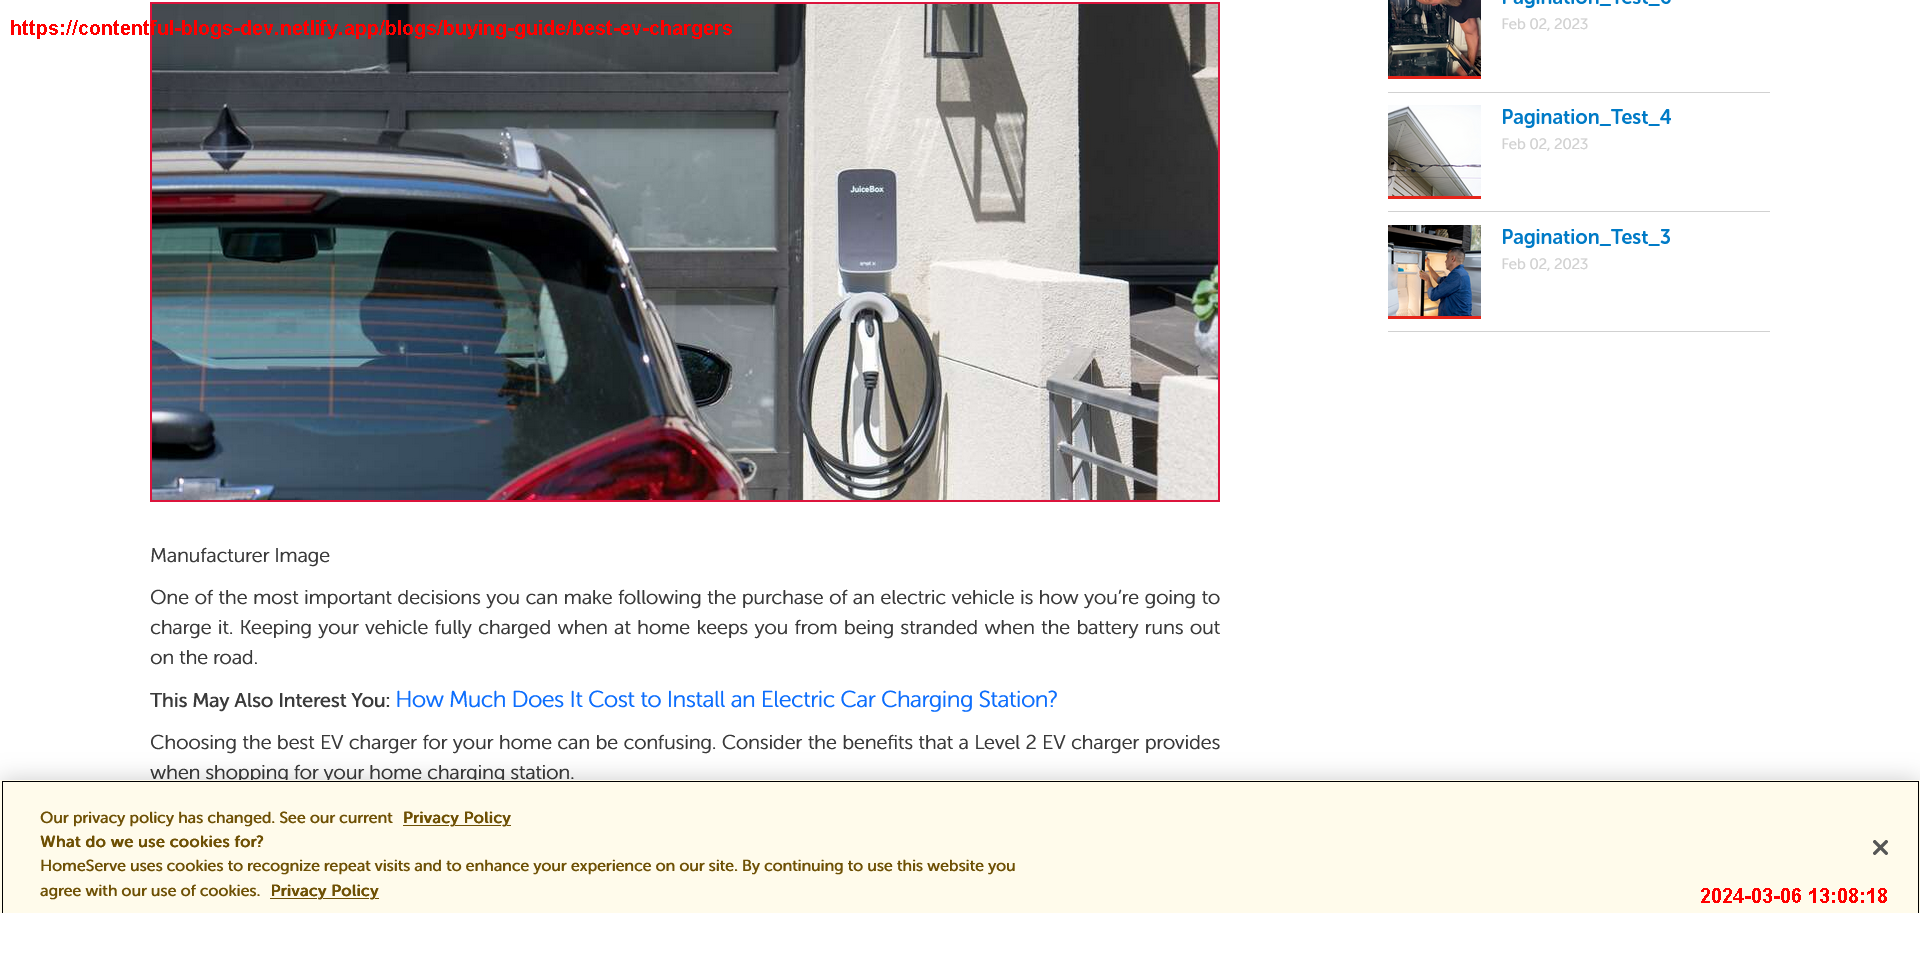 https://contentful-blogs-dev.netlify.app/blogs/buying-guide/best-ev-chargers
JuiceBox
Manufacturer Image
One of the most important decisions you can make following the purchase of an electric vehicle is how you’re going to
charge it. Keeping your vehicle fully charged when at home keeps you from being stranded when the battery runs out
on the road.
This May Also Interest You: How Much Does It Cost to Install an Electric Car Charging Station?
Choosing the best EV charger for your home can be confusing. Consider the benefits that a Level 2 EV charger provides
when shopping for your home charging station.
Feb 02, 2023
Pagination_Test_4
Feb 02, 2023
Pagination_Test_3
Feb 02, 2023
Our privacy policy has changed. See our current Privacy Policy
What do we use cookies for?
HomeServe uses cookies to recognize repeat visits and to enhance your experience on our site. By continuing to use this website you
agree with our use of cookies. Privacy Policy
2024-03-06 13:08:18